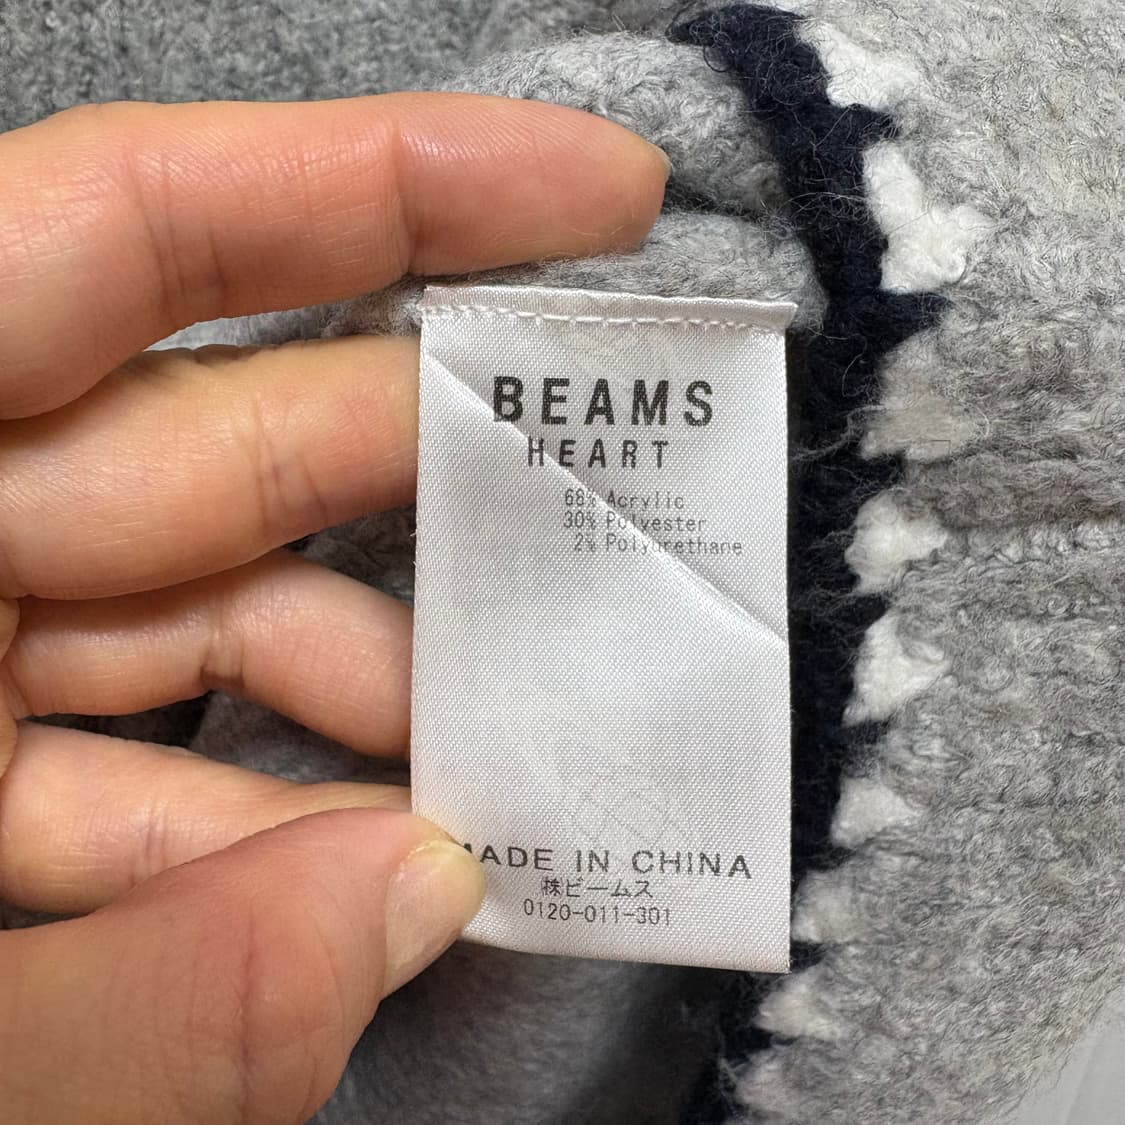 BEAMS
HEART
68% Acrylic
30% Polyester
2% Polyurethane
MADE IN CHINA
㈱ビームス
0120-011-301